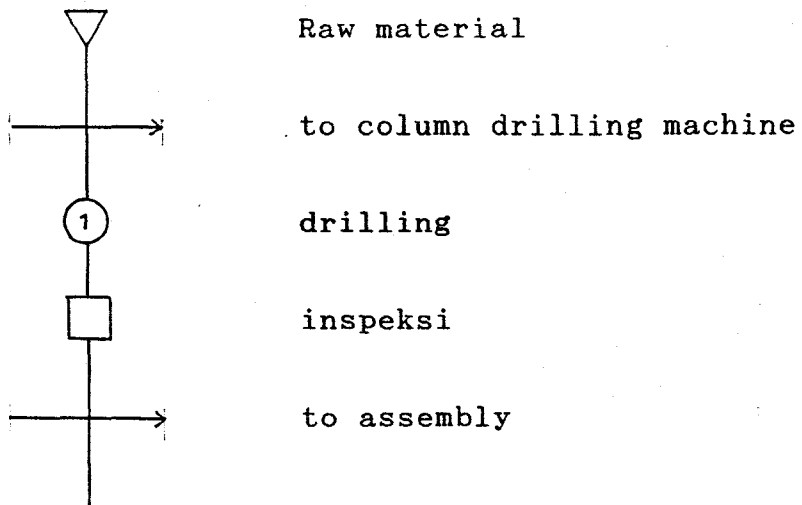 Raw material
to column drilling machine
1
drilling
inspeksi
to assembly